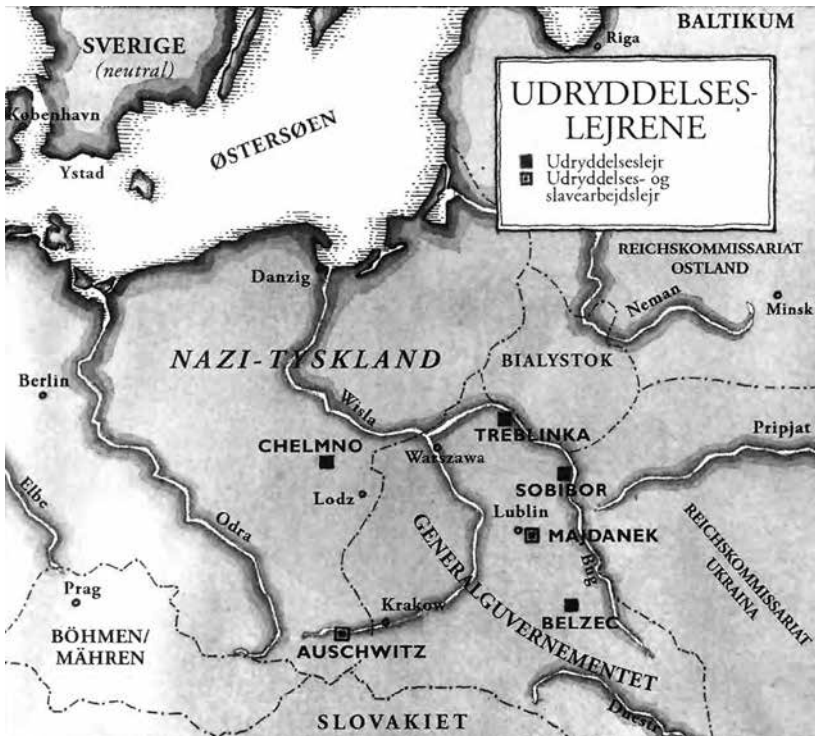 SVERIGE
(neutral)
BALTIKUM
Riga
København
Ystad
ØSTERSØEN
UDRYDDELSES-
LEJRENE
Udryddelseslejr
Udryddelses- og
slavearbejdslejr
REICHSKOMMISSARIAT
OSTLAND
Danzig
Neman
Minsk
NAZI-TYSKLAND
BIALYSTOK
Berlin
Wisla
TREBLINKA
Pripjat
CHELMNO
Warszawa
SOBIBOR
Elbe
Lodz
Lublin
Odra
MAJDANEK
GENERALGUVERNEMENTET
Bug
REICHSKOMMISSARIAT
UKRAINA
Prag
Krakow
BELZEC
BÖHMEN/
MÄHREN
AUSCHWITZ
SLOVAKIET